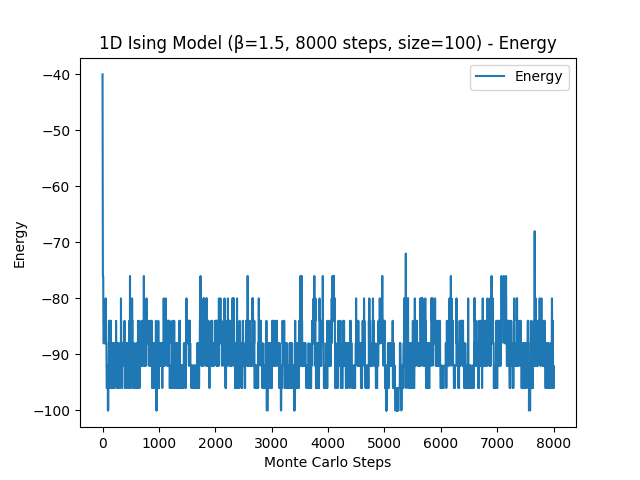 1D Ising Model (β=1.5, 8000 steps, size=100) - Energy
Energy
−40
−50
−60
−70
−80
−90
−100
Energy
0 1000 2000 3000 4000 5000 6000 7000 8000
Monte Carlo Steps